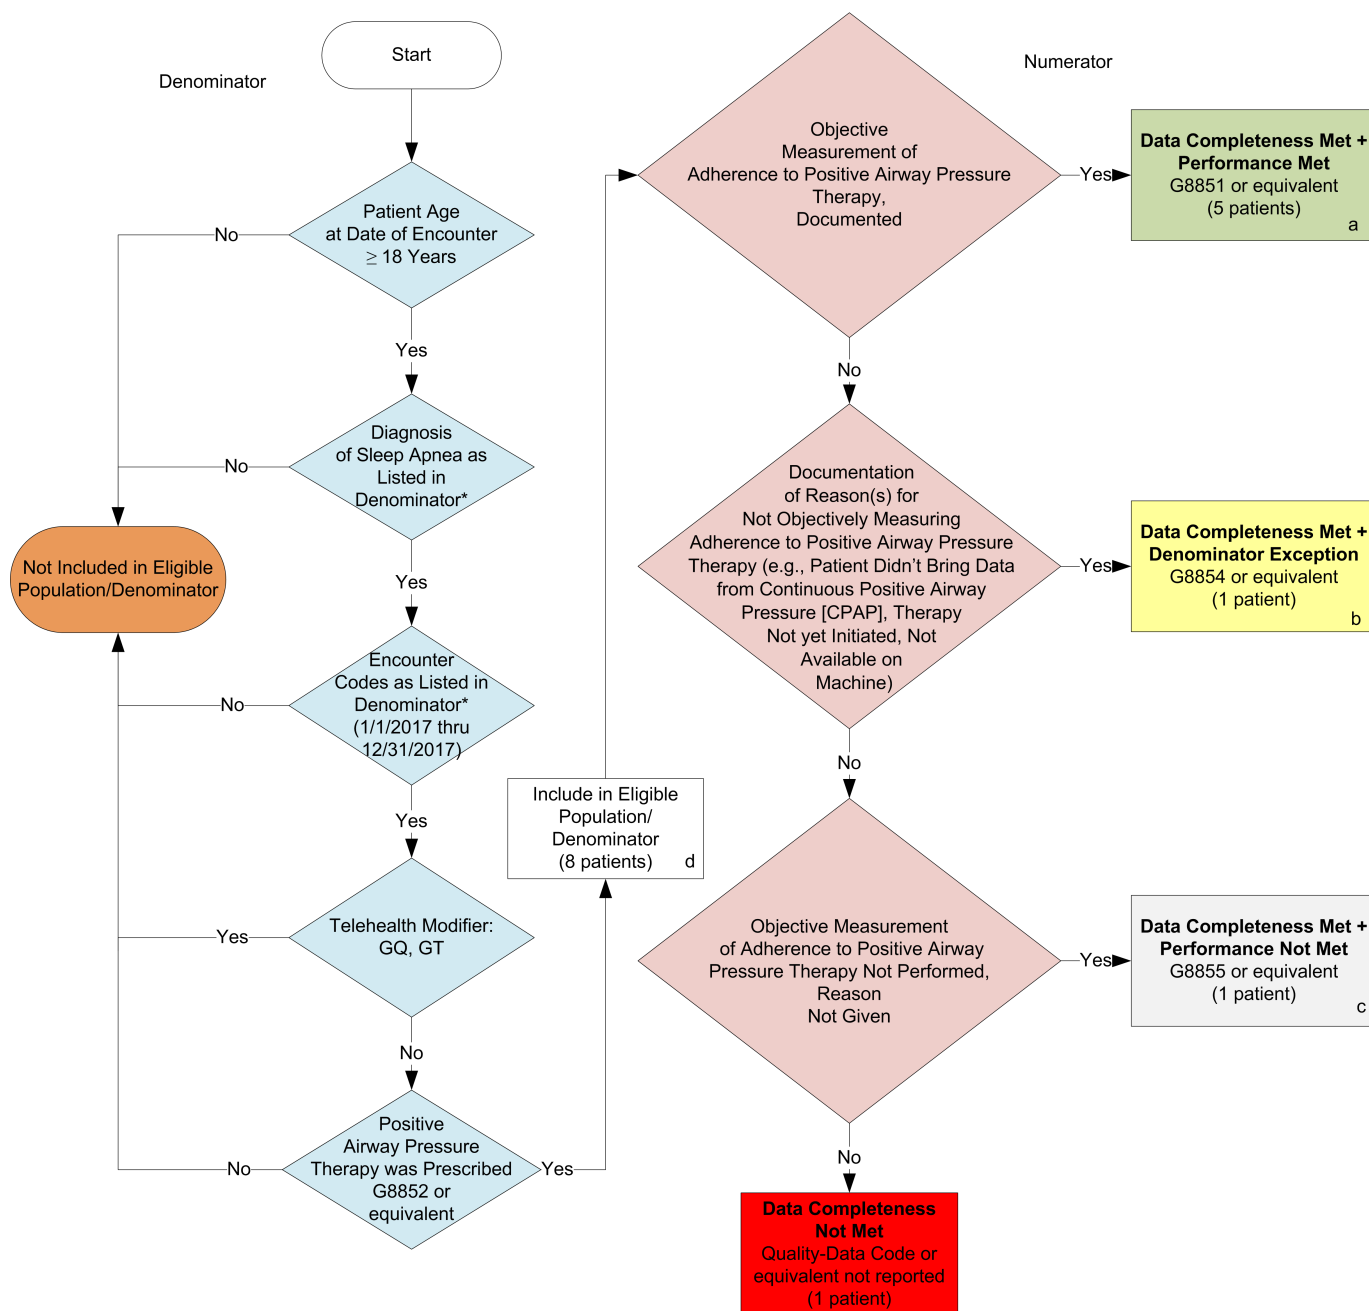 Start
Denominator
Patient Age
at Date of Encounter
≥ 18 Years
No
Yes
Diagnosis
of Sleep Apnea as
Listed in
Denominator*
No
Yes
Not Included in Eligible
Population/Denominator
Encounter
Codes as Listed in
Denominator*
(1/1/2017 thru
12/31/2017)
No
Yes
Telehealth Modifier:
GQ, GT
Yes
No
Positive
Airway Pressure
Therapy was Prescribed
G8852 or
equivalent
No
Yes
Include in Eligible
Population/
Denominator
(8 patients) d
Numerator
Objective
Measurement of
Adherence to Positive Airway Pressure
Therapy,
Documented
Yes
Data Completeness Met +
Performance Met
G8851 or equivalent
(5 patients)
a
No
Documentation
of Reason(s) for
Not Objectively Measuring
Adherence to Positive Airway Pressure
Therapy (e.g., Patient Didn't Bring Data
from Continuous Positive Airway
Pressure [CPAP], Therapy
Not yet Initiated, Not
Available on
Machine)
Yes
Data Completeness Met +
Denominator Exception
G8854 or equivalent
(1 patient)
b
No
Objective Measurement
of Adherence to Positive Airway
Pressure Therapy Not Performed,
Reason
Not Given
Yes
Data Completeness Met +
Performance Not Met
G8855 or equivalent
(1 patient)
c
No
Data Completeness
Not Met
Quality-Data Code or
equivalent not reported
(1 patient)